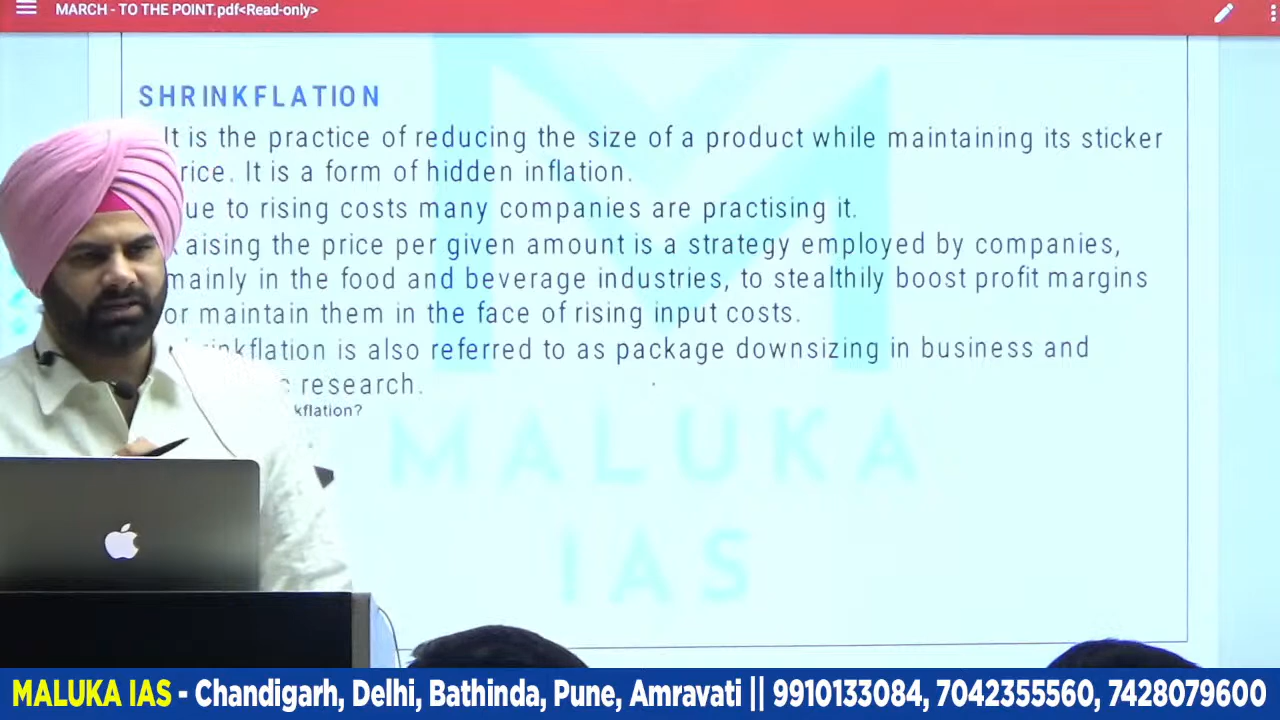 MARCH - TO THE POINT.pdf<Read-only>
SHRINKFLATION
It is the practice of reducing the size of a product while maintaining its sticker
rice. It is a form of hidden inflation.
ue to rising costs many companies are practising it.
aising the price per given amount is a strategy employed by companies,
mainly in the food and beverage industries, to stealthily boost profit margins
or maintain them in the face of rising input costs.
rinkflation is also referred to as package downsizing in business and
c research.
kflation?
MALUKA
IAS
MALUKA IAS - Chandigarh, Delhi, Bathinda, Pune, Amravati || 9910133084, 7042355560, 7428079600